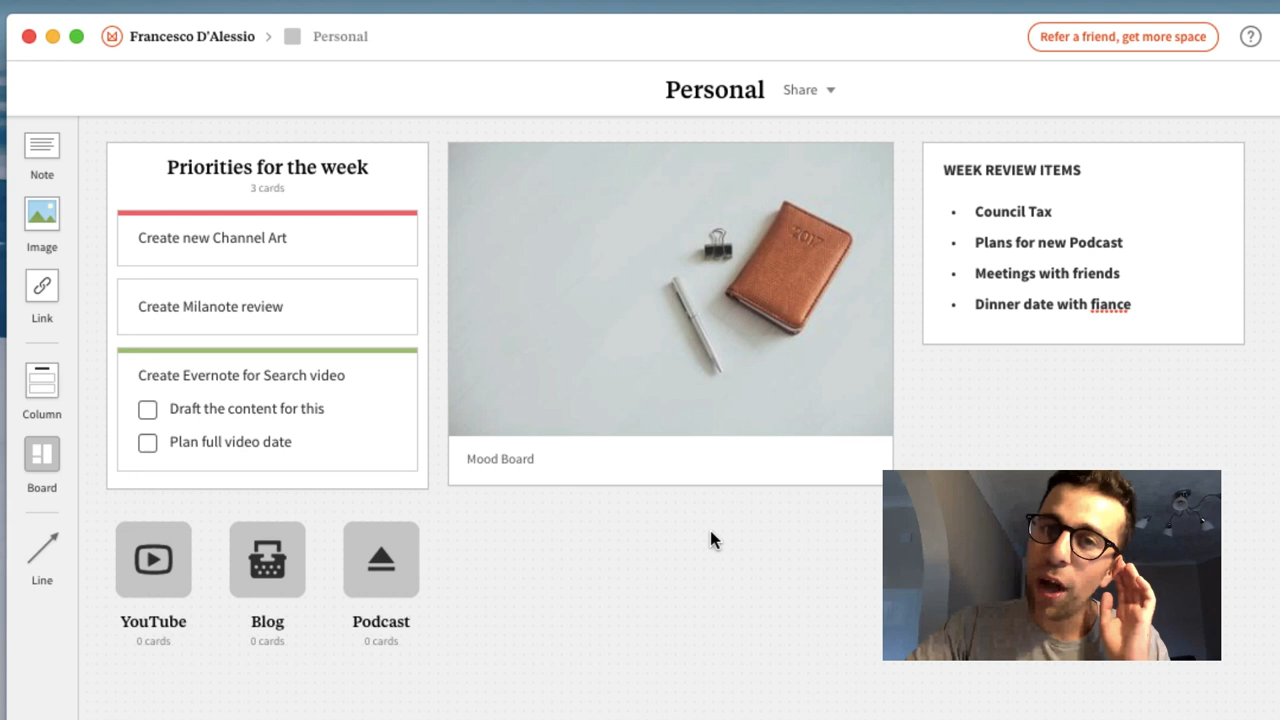 Francesco D'Alessio > Personal
Refer a friend, get more space
?
Personal
Share
Note
Image
Link
Column
Board
Line
Priorities for the week
3 cards
Create new Channel Art
Create Milanote review
Create Evernote for Search video
Draft the content for this
Plan full video date
2017
Mood Board
WEEK REVIEW ITEMS
• Council Tax
• Plans for new Podcast
• Meetings with friends
• Dinner date with fiance
YouTube
0 cards
Blog
0 cards
Podcast
0 cards